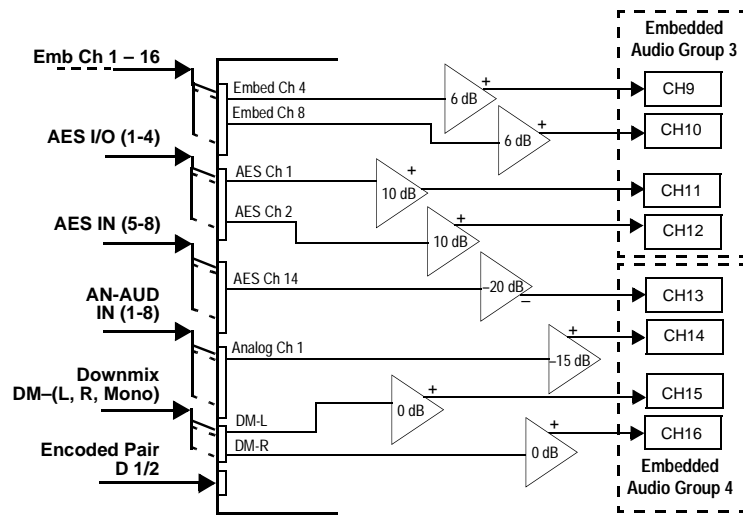 Embedded
Audio Group 3
Emb Ch 1 – 16
Embed Ch 4
+
6 dB
CH9
Embed Ch 8
+
6 dB
CH10
AES I/O (1-4)
AES Ch 1
+
10 dB
CH11
AES Ch 2
+
10 dB
CH12
AES IN (5-8)
AES Ch 14
–20 dB
–
CH13
AN-AUD
IN (1-8)
Analog Ch 1
+
–15 dB
CH14
Downmix
DM–(L, R, Mono)
DM-L
+
0 dB
CH15
DM-R
+
0 dB
CH16
Encoded Pair
D 1/2
Embedded
Audio Group 4